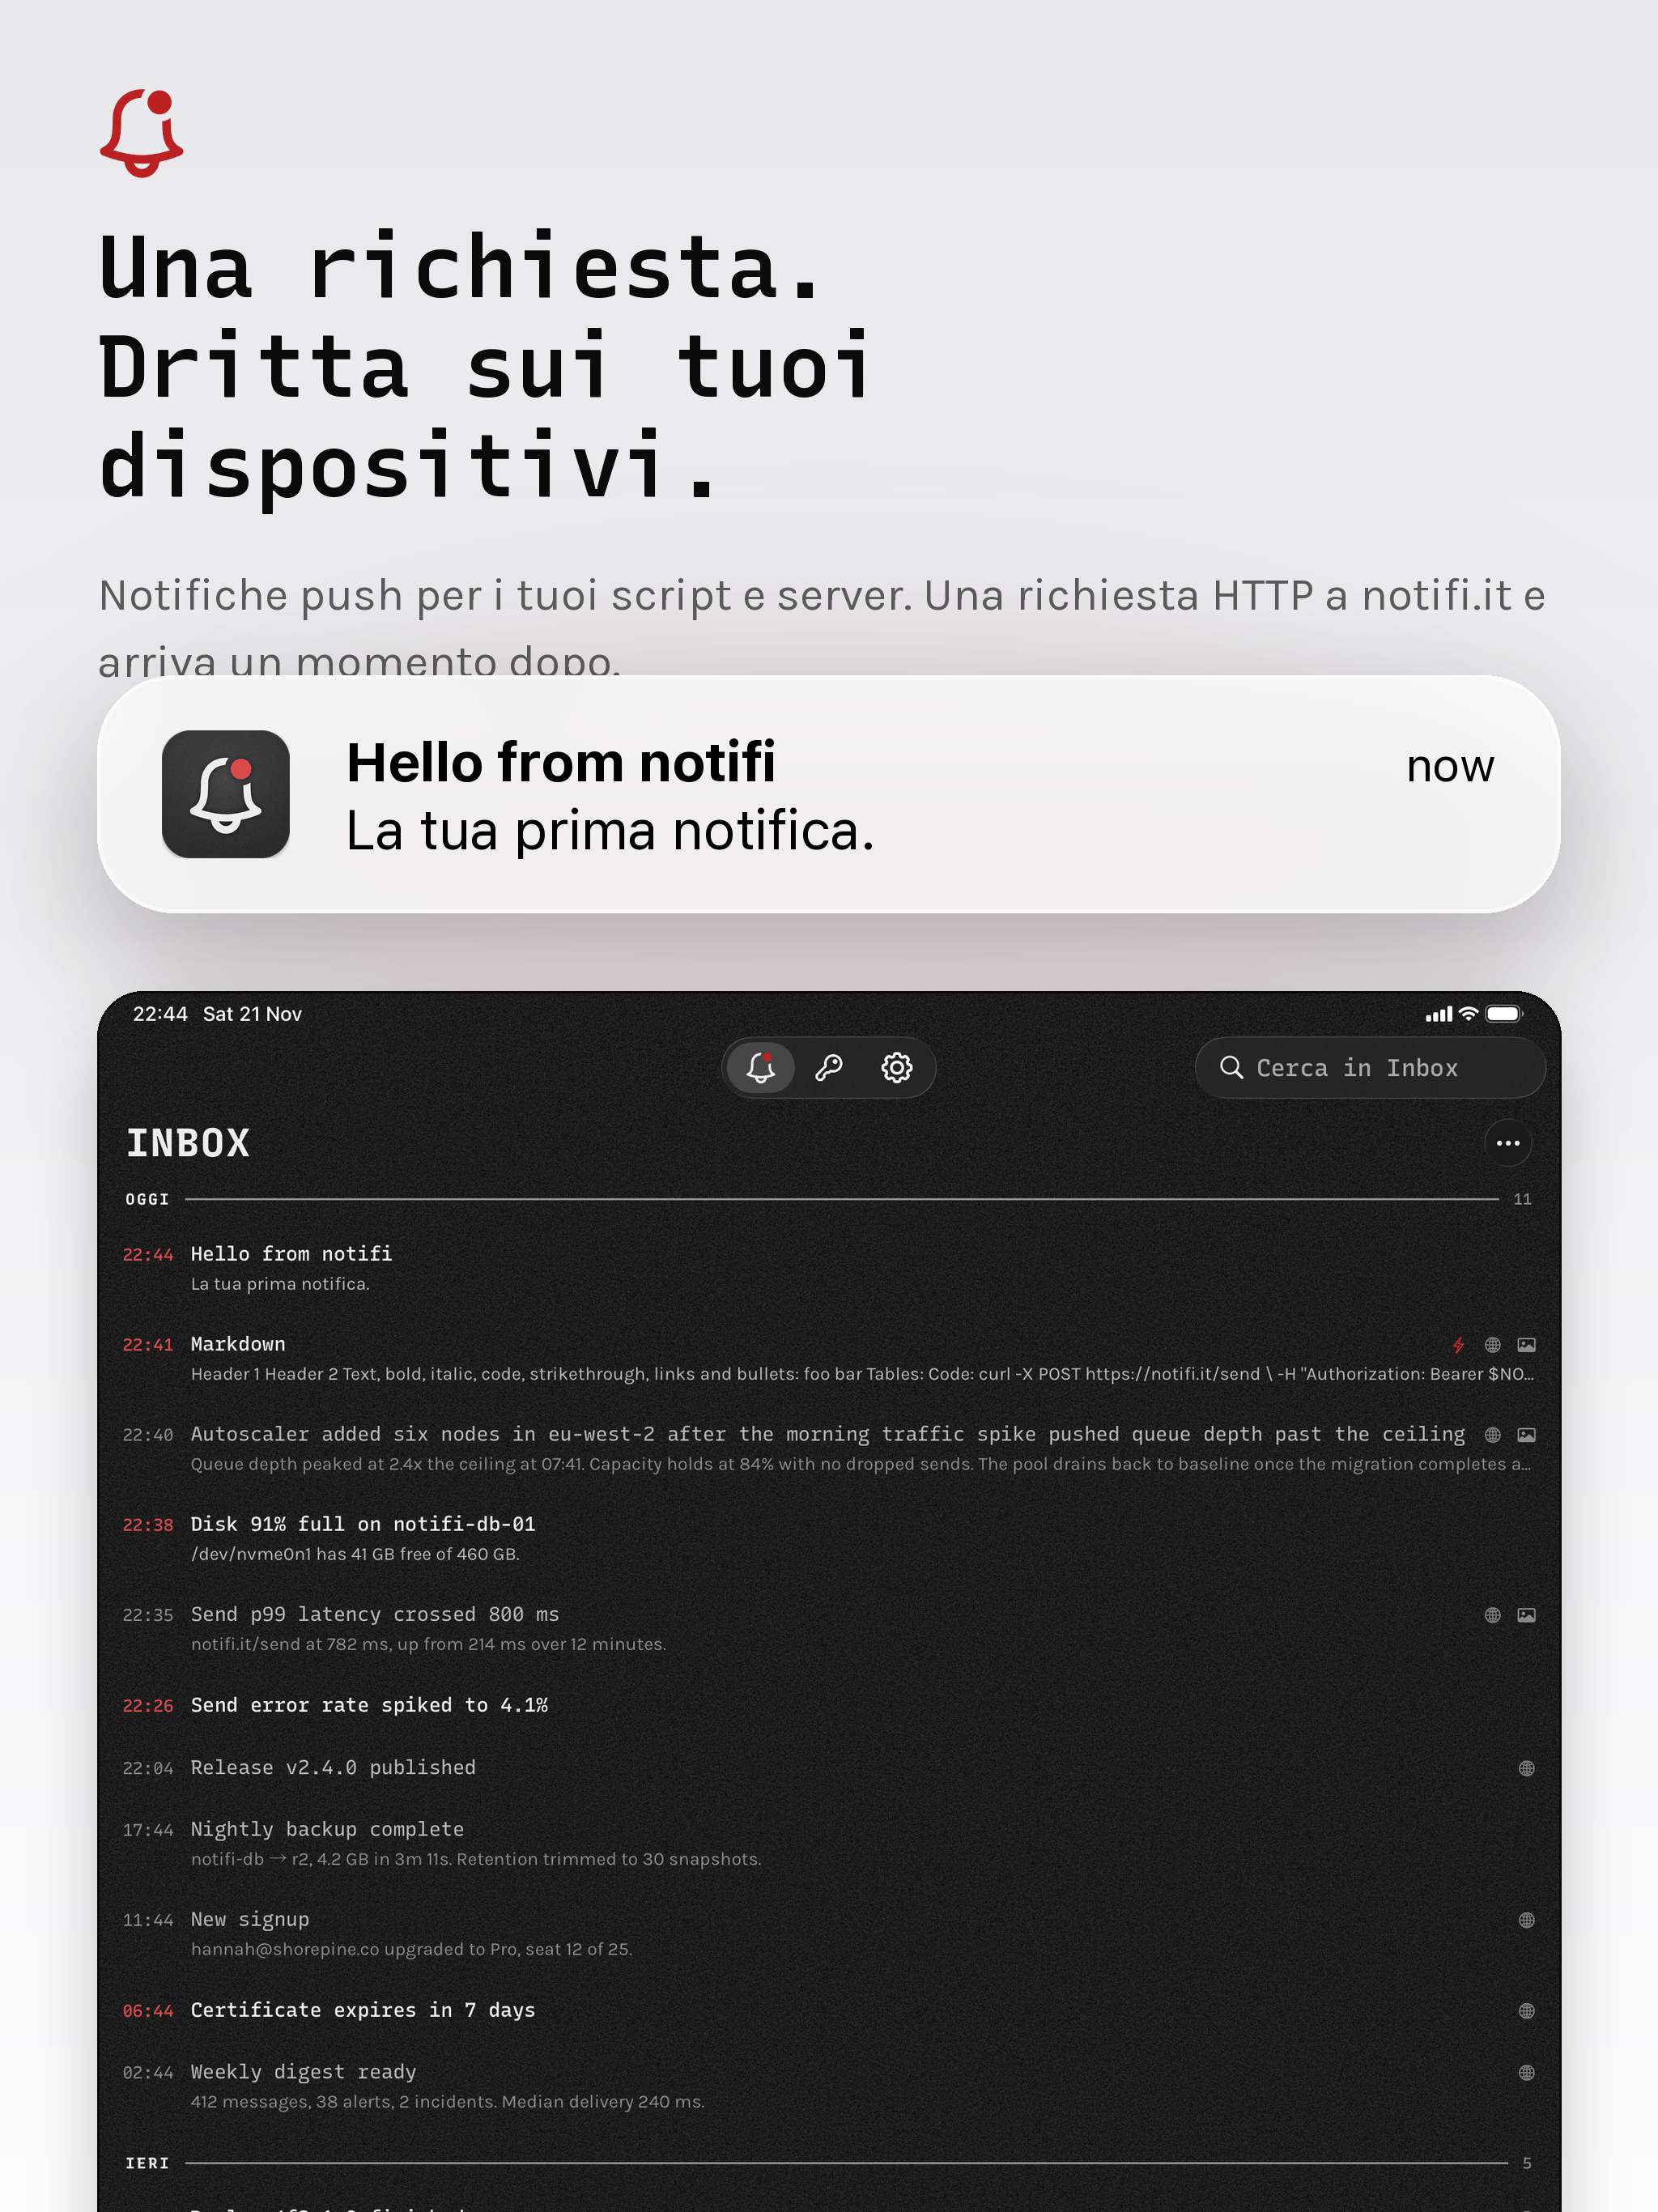 Una richiesta.
Dritta sui tuoi
dispositivi.
Notifiche push per i tuoi script e server. Una richiesta HTTP a notifi.it e
arriva un momento dopo.
Hello from notifi
now
La tua prima notifica.
22:44 Sat 21 Nov
Cerca in Inbox
INBOX
OGGI 11
22:44 Hello from notifi
La tua prima notifica.
22:41 Markdown
Header 1 Header 2 Text, bold, italic, code, strikethrough, links and bullets: foo bar Tables: Code: curl -X POST https://notifi.it/send \ -H "Authorization: Bearer $NO...
22:40 Autoscaler added six nodes in eu-west-2 after the morning traffic spike pushed queue depth past the ceiling
Queue depth peaked at 2.4x the ceiling at 07:41. Capacity holds at 84% with no dropped sends. The pool drains back to baseline once the migration completes a...
22:38 Disk 91% full on notifi-db-01
/dev/nvme0n1 has 41 GB free of 460 GB.
22:35 Send p99 latency crossed 800 ms
notifi.it/send at 782 ms, up from 214 ms over 12 minutes.
22:26 Send error rate spiked to 4.1%
22:04 Release v2.4.0 published
17:44 Nightly backup complete
notifi-db → r2, 4.2 GB in 3m 11s. Retention trimmed to 30 snapshots.
11:44 New signup
hannah@shorepine.co upgraded to Pro, seat 12 of 25.
06:44 Certificate expires in 7 days
02:44 Weekly digest ready
412 messages, 38 alerts, 2 incidents. Median delivery 240 ms.
IERI 5